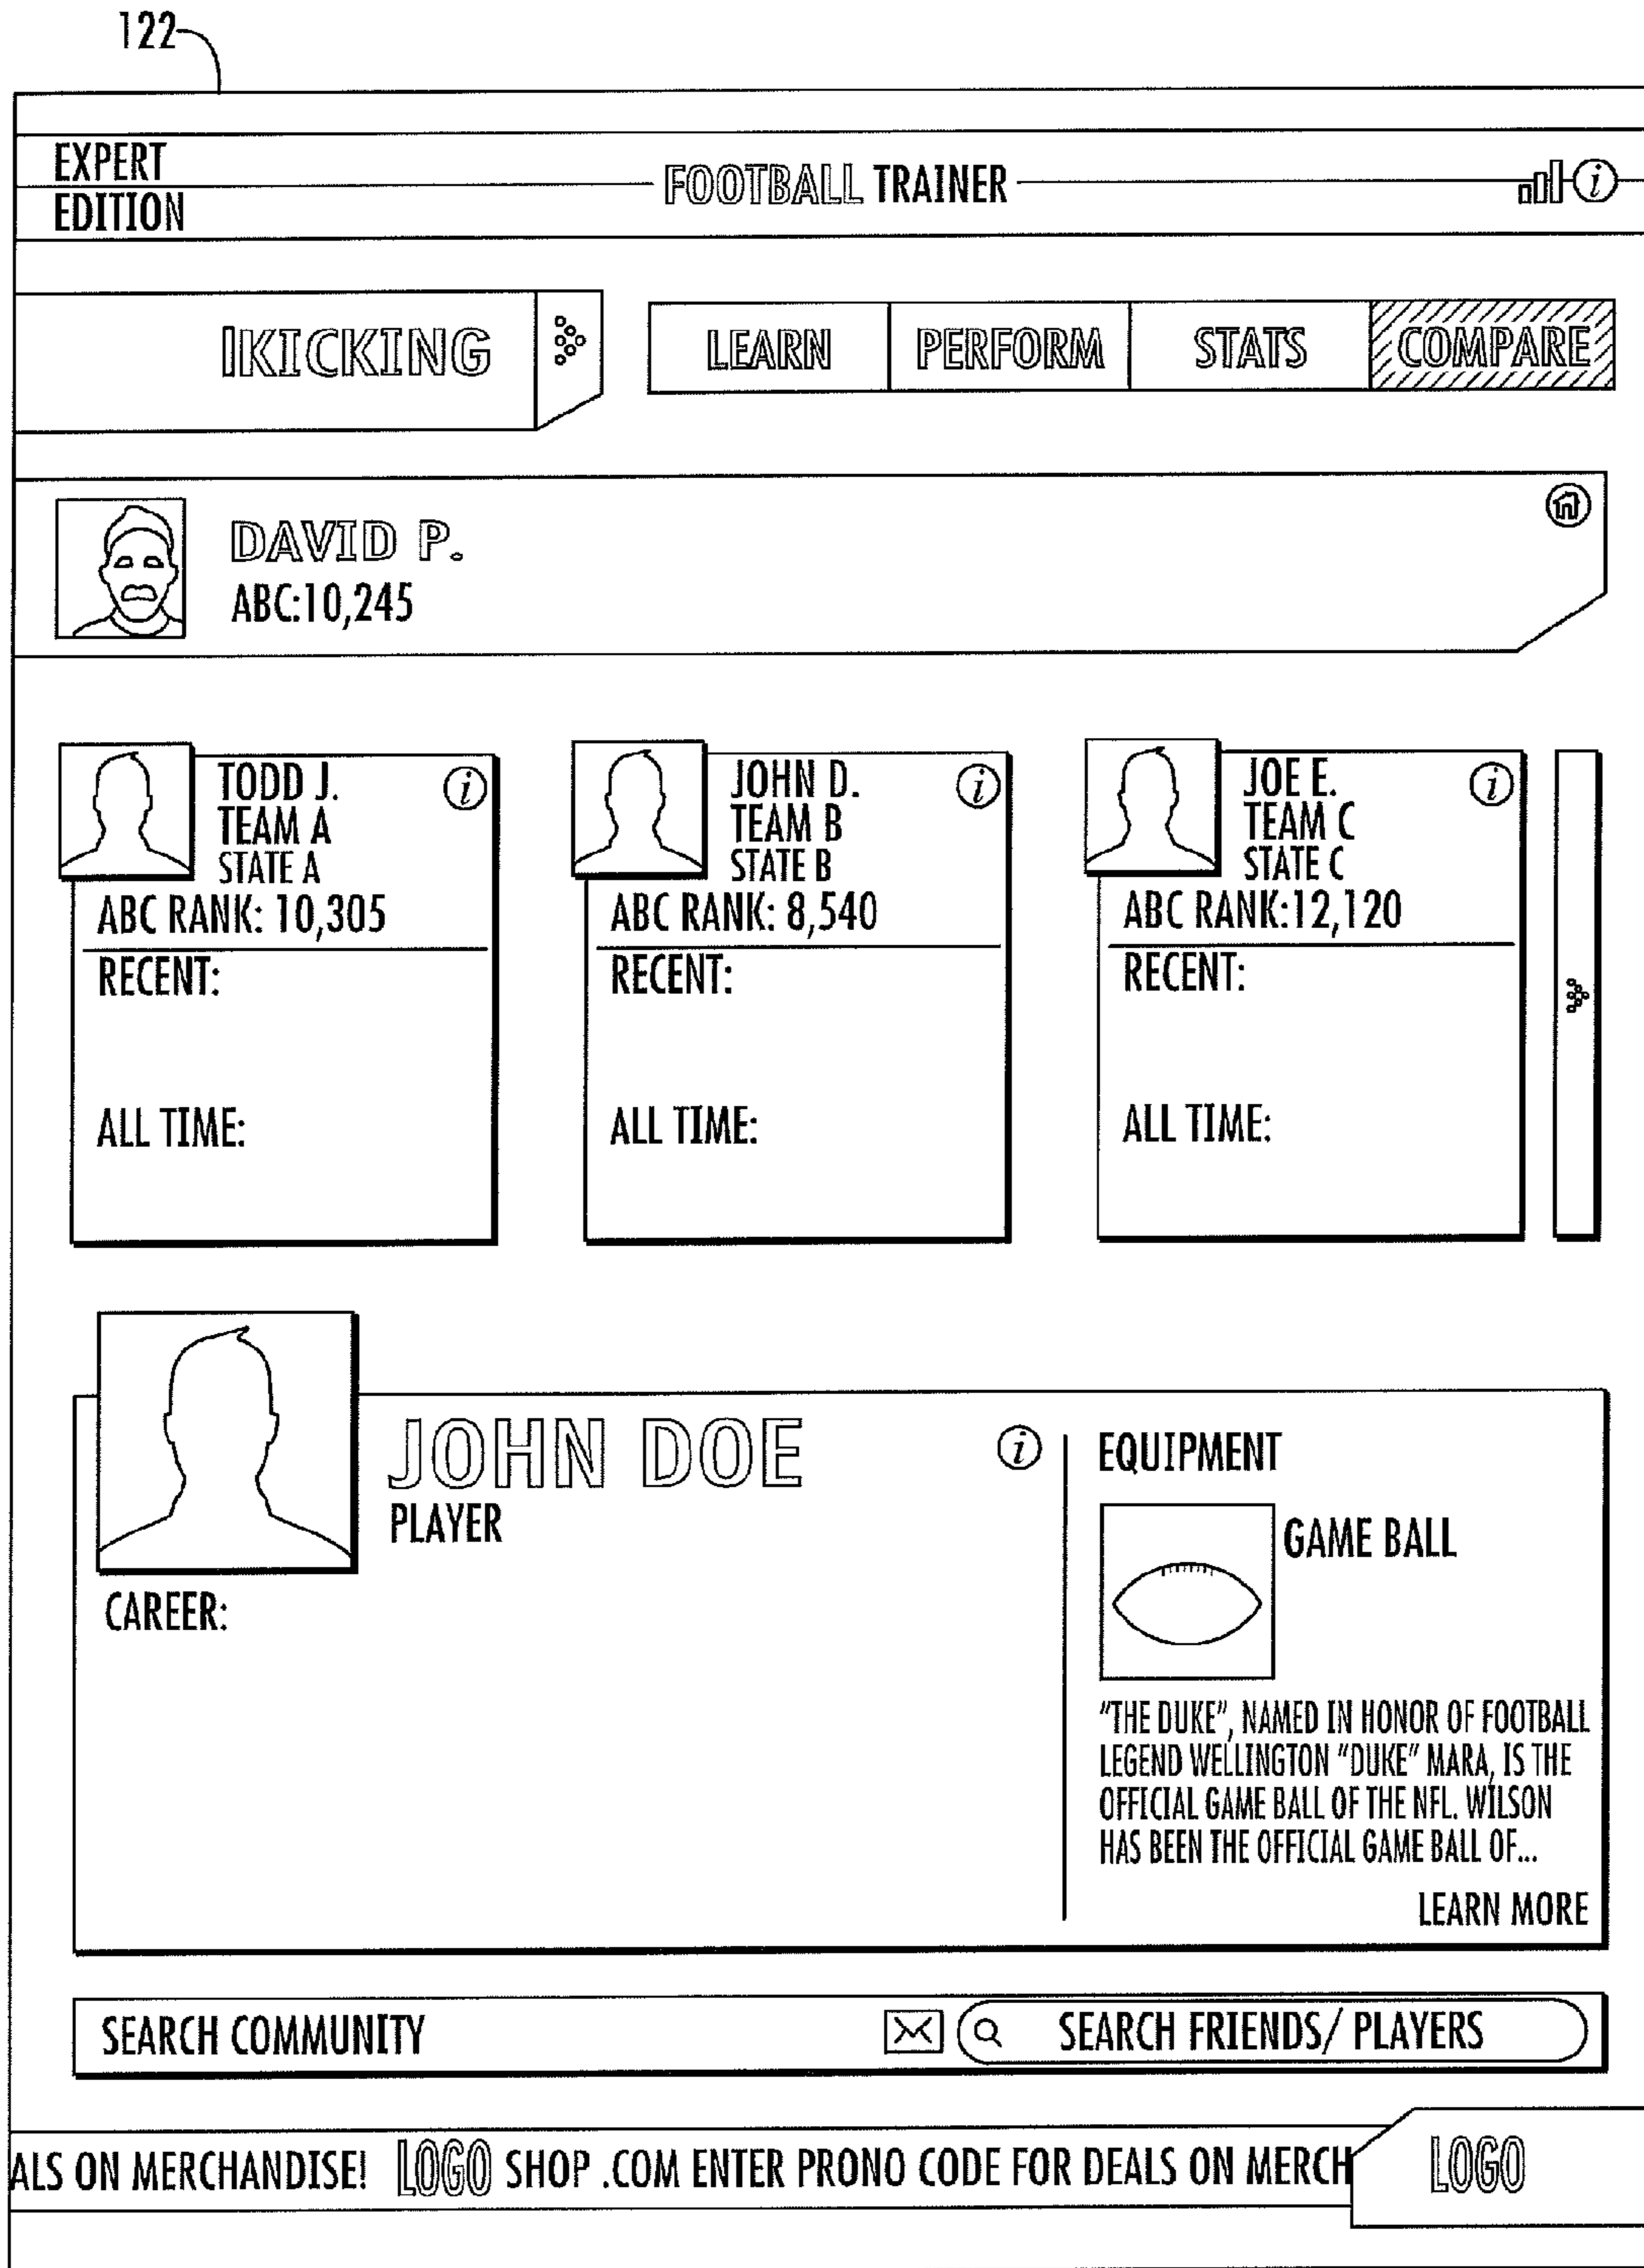 122
EXPERT
EDITION
FOOTBALL TRAINER
KICKING
LEARN
PERFORM
STATS
COMPARE
DAVID P.
ABC:10,245
TODD J.
TEAM A
STATE A
ABC RANK: 10,305
RECENT:
ALL TIME:
JOHN D.
TEAM B
STATE B
ABC RANK: 8,540
RECENT:
ALL TIME:
JOE E.
TEAM C
STATE C
ABC RANK:12,120
RECENT:
ALL TIME:
JOHN DOE
PLAYER
CAREER:
EQUIPMENT
GAME BALL
"THE DUKE", NAMED IN HONOR OF FOOTBALL
LEGEND WELLINGTON "DUKE" MARA, IS THE
OFFICIAL GAME BALL OF THE NFL. WILSON
HAS BEEN THE OFFICIAL GAME BALL OF...
LEARN MORE
SEARCH COMMUNITY
SEARCH FRIENDS/ PLAYERS
ALS ON MERCHANDISE! LOGO SHOP .COM ENTER PRONO CODE FOR DEALS ON MERCH
LOGO